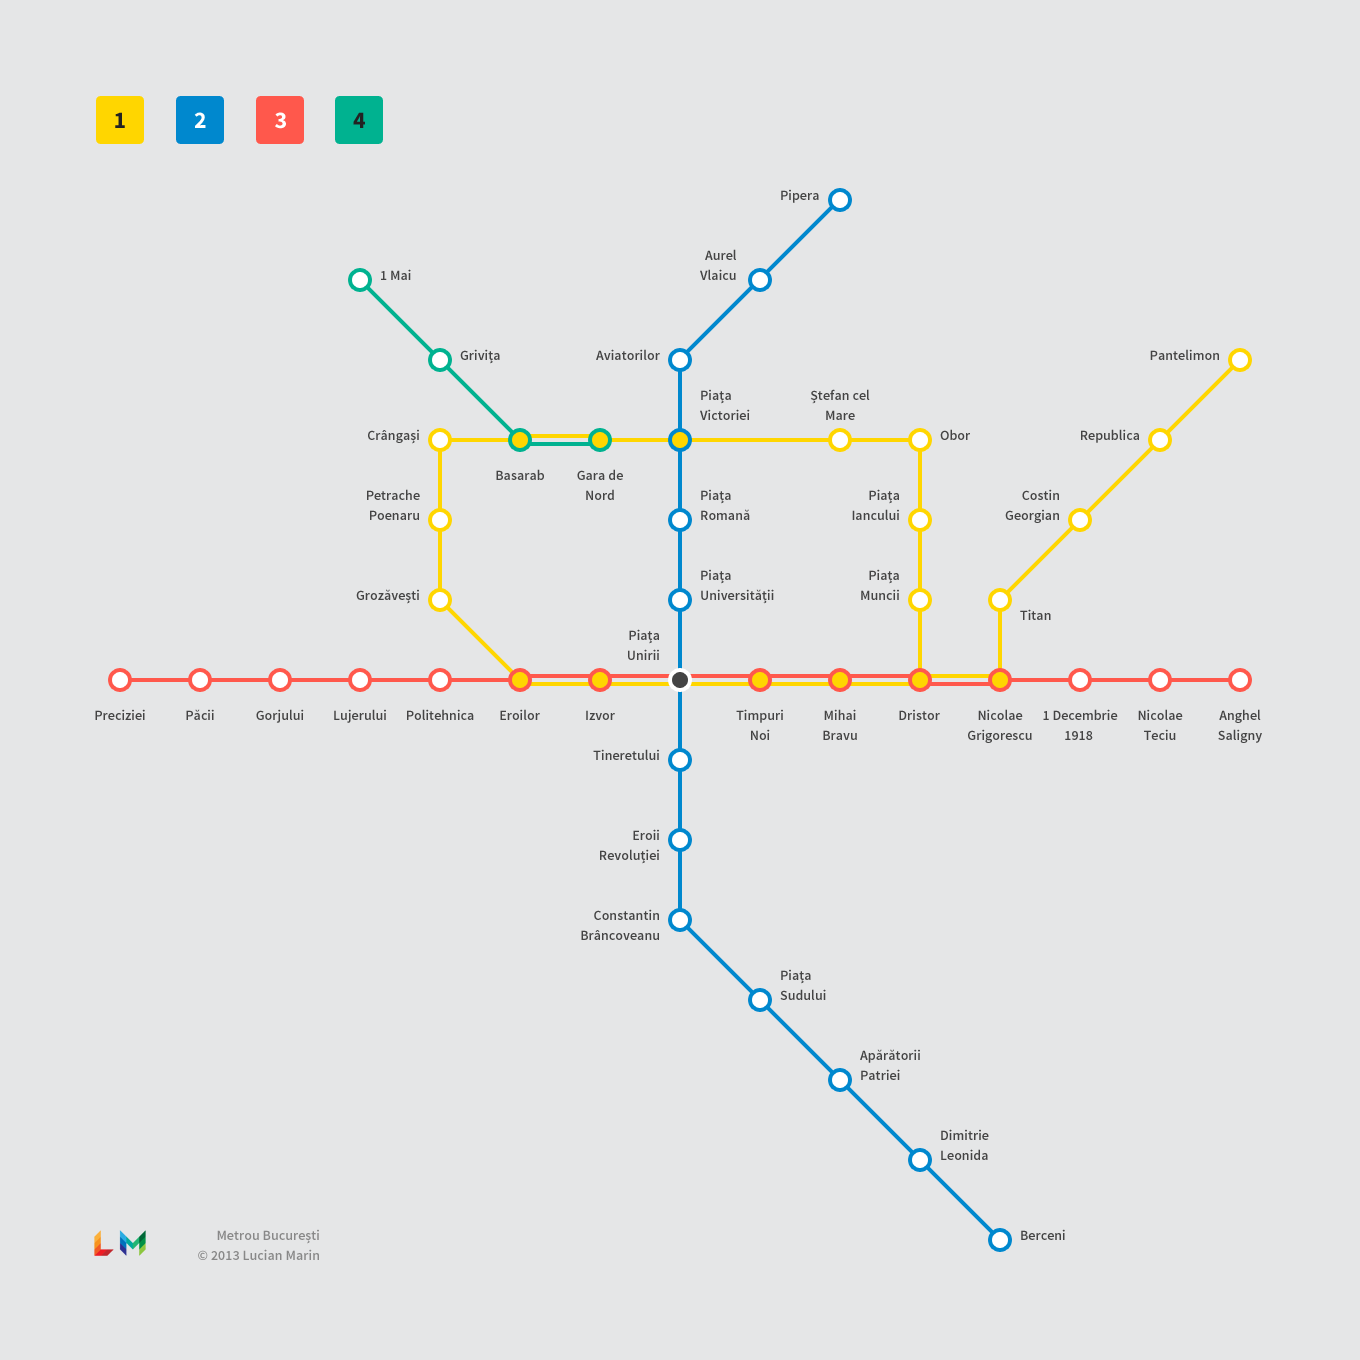 1
2
3
4
Pipera
Aurel
Vlaicu
1 Mai
Grivița
Aviatorilor
Pantelimon
Piața
Victoriei
Ștefan cel
Mare
Crângași
Obor
Republica
Basarab
Gara de
Nord
Petrache
Poenaru
Piața
Romană
Piața
Iancului
Costin
Georgian
Grozăvești
Piața
Universității
Piața
Muncii
Titan
Piața
Unirii
Preciziei
Păcii
Gorjului
Lujerului
Politehnica
Eroilor
Izvor
Timpuri
Noi
Mihai
Bravu
Dristor
Nicolae
Grigorescu
1 Decembrie
1918
Nicolae
Teciu
Anghel
Saligny
Tineretului
Eroii
Revoluției
Constantin
Brâncoveanu
Piața
Sudului
Apărătorii
Patriei
Dimitrie
Leonida
Berceni
LM
Metrou București
© 2013 Lucian Marin